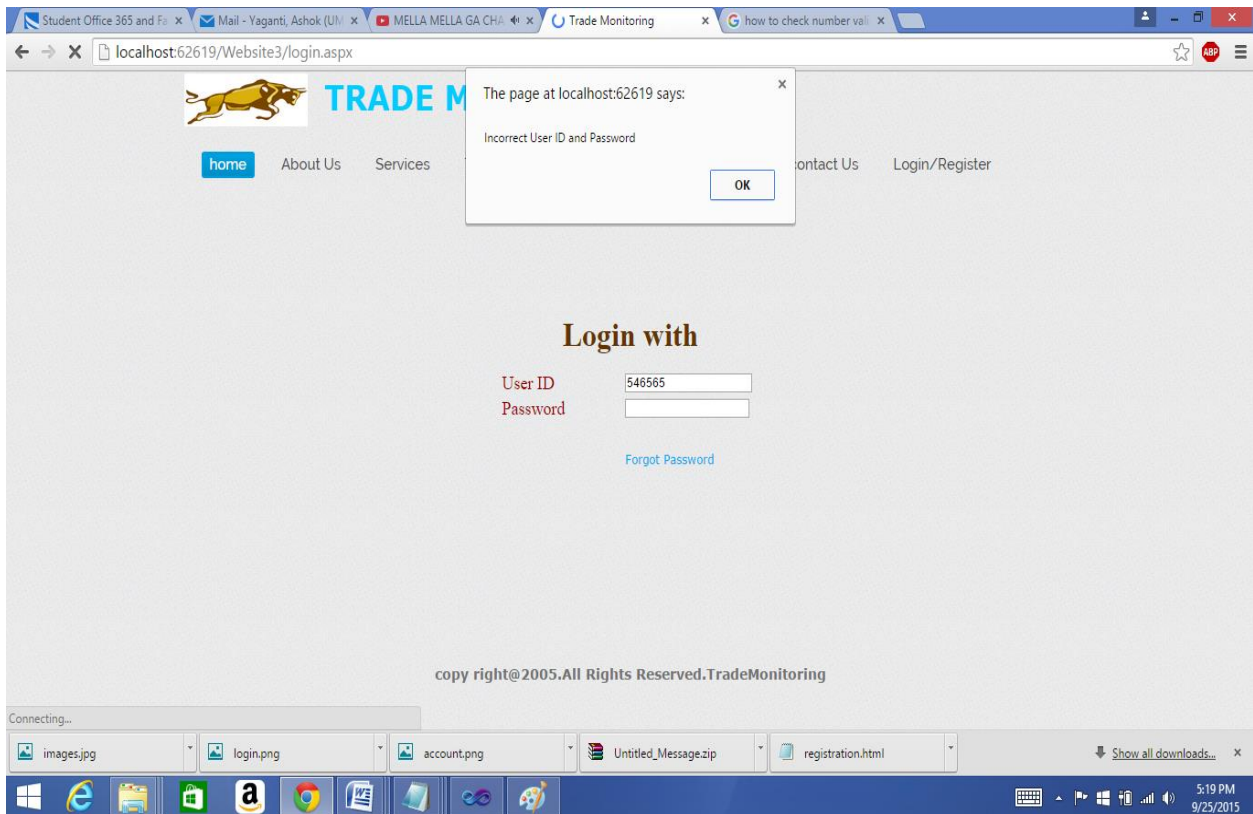 Student Office 365 and Fa
Mail - Yaganti, Ashok (UM
MELLA MELLA GA CHA
Trade Monitoring
how to check number vali
localhost:62619/Website3/login.aspx
ABP
TRADE M
The page at localhost:62619 says:
Incorrect User ID and Password
OK
home
About Us
Services
contact Us
Login/Register
Login with
User ID
546565
Password
Forgot Password
copy right@2005.All Rights Reserved.TradeMonitoring
Connecting...
images.jpg
login.png
account.png
Untitled_Message.zip
registration.html
Show all downloads...
5:19 PM
9/25/2015